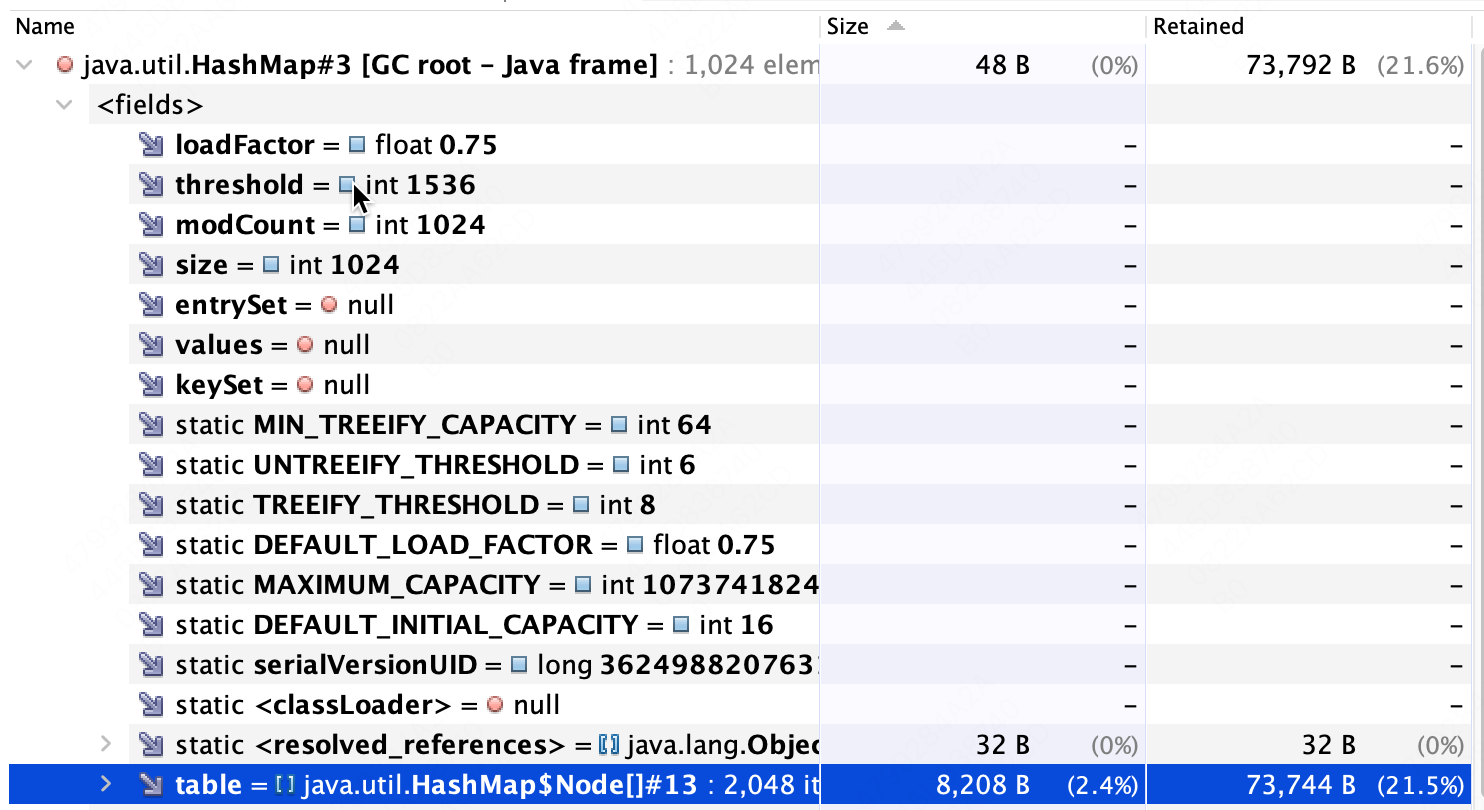 Name Size Retained
java.util.HashMap#3 [GC root – Java frame] : 1,024 elem 48 B (0%) 73,792 B (21.6%)
<fields>
loadFactor = float 0.75 – –
threshold = int 1536 – –
modCount = int 1024 – –
size = int 1024 – –
entrySet = null – –
values = null – –
keySet = null – –
static MIN_TREEIFY_CAPACITY = int 64 – –
static UNTREEIFY_THRESHOLD = int 6 – –
static TREEIFY_THRESHOLD = int 8 – –
static DEFAULT_LOAD_FACTOR = float 0.75 – –
static MAXIMUM_CAPACITY = int 1073741824 – –
static DEFAULT_INITIAL_CAPACITY = int 16 – –
static serialVersionUID = long 362498820763 – –
static <classLoader> = null – –
static <resolved_references> = [] java.lang.Objec 32 B (0%) 32 B (0%)
table = [] java.util.HashMap$Node[]#13 : 2,048 it 8,208 B (2.4%) 73,744 B (21.5%)